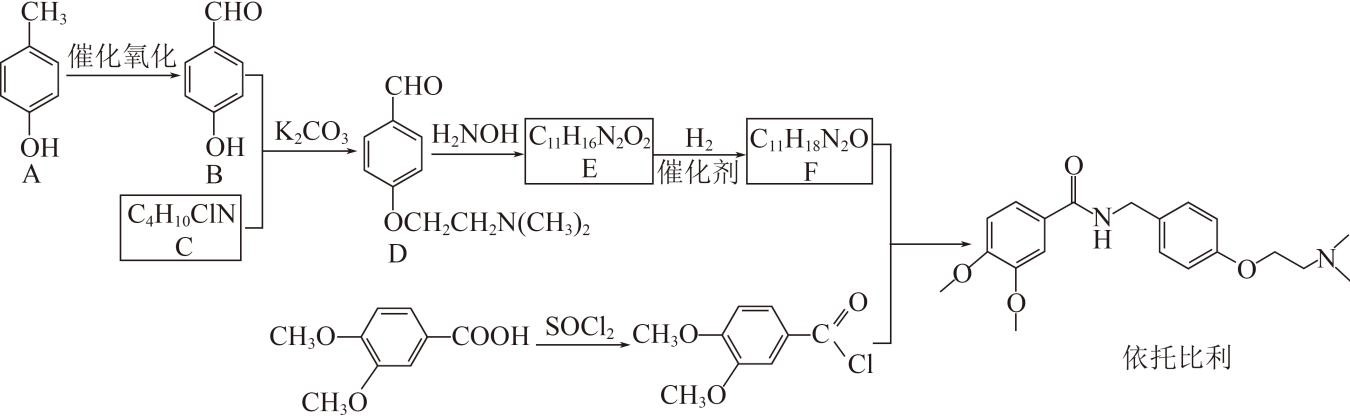 CH₃
OH
A
催化氧化
CHO
OH
B
C₄H₁₀ClN
C
K₂CO₃
CHO
OCH₂CH₂N(CH₃)₂
D
H₂NOH
C₁₁H₁₆N₂O₂
E
H₂
催化剂
C₁₁H₁₈N₂O
F
CH₃O
CH₃O
COOH
SOCl₂
CH₃O
CH₃O
C
O
Cl
O
N
H
O
O
O
N
依托比利